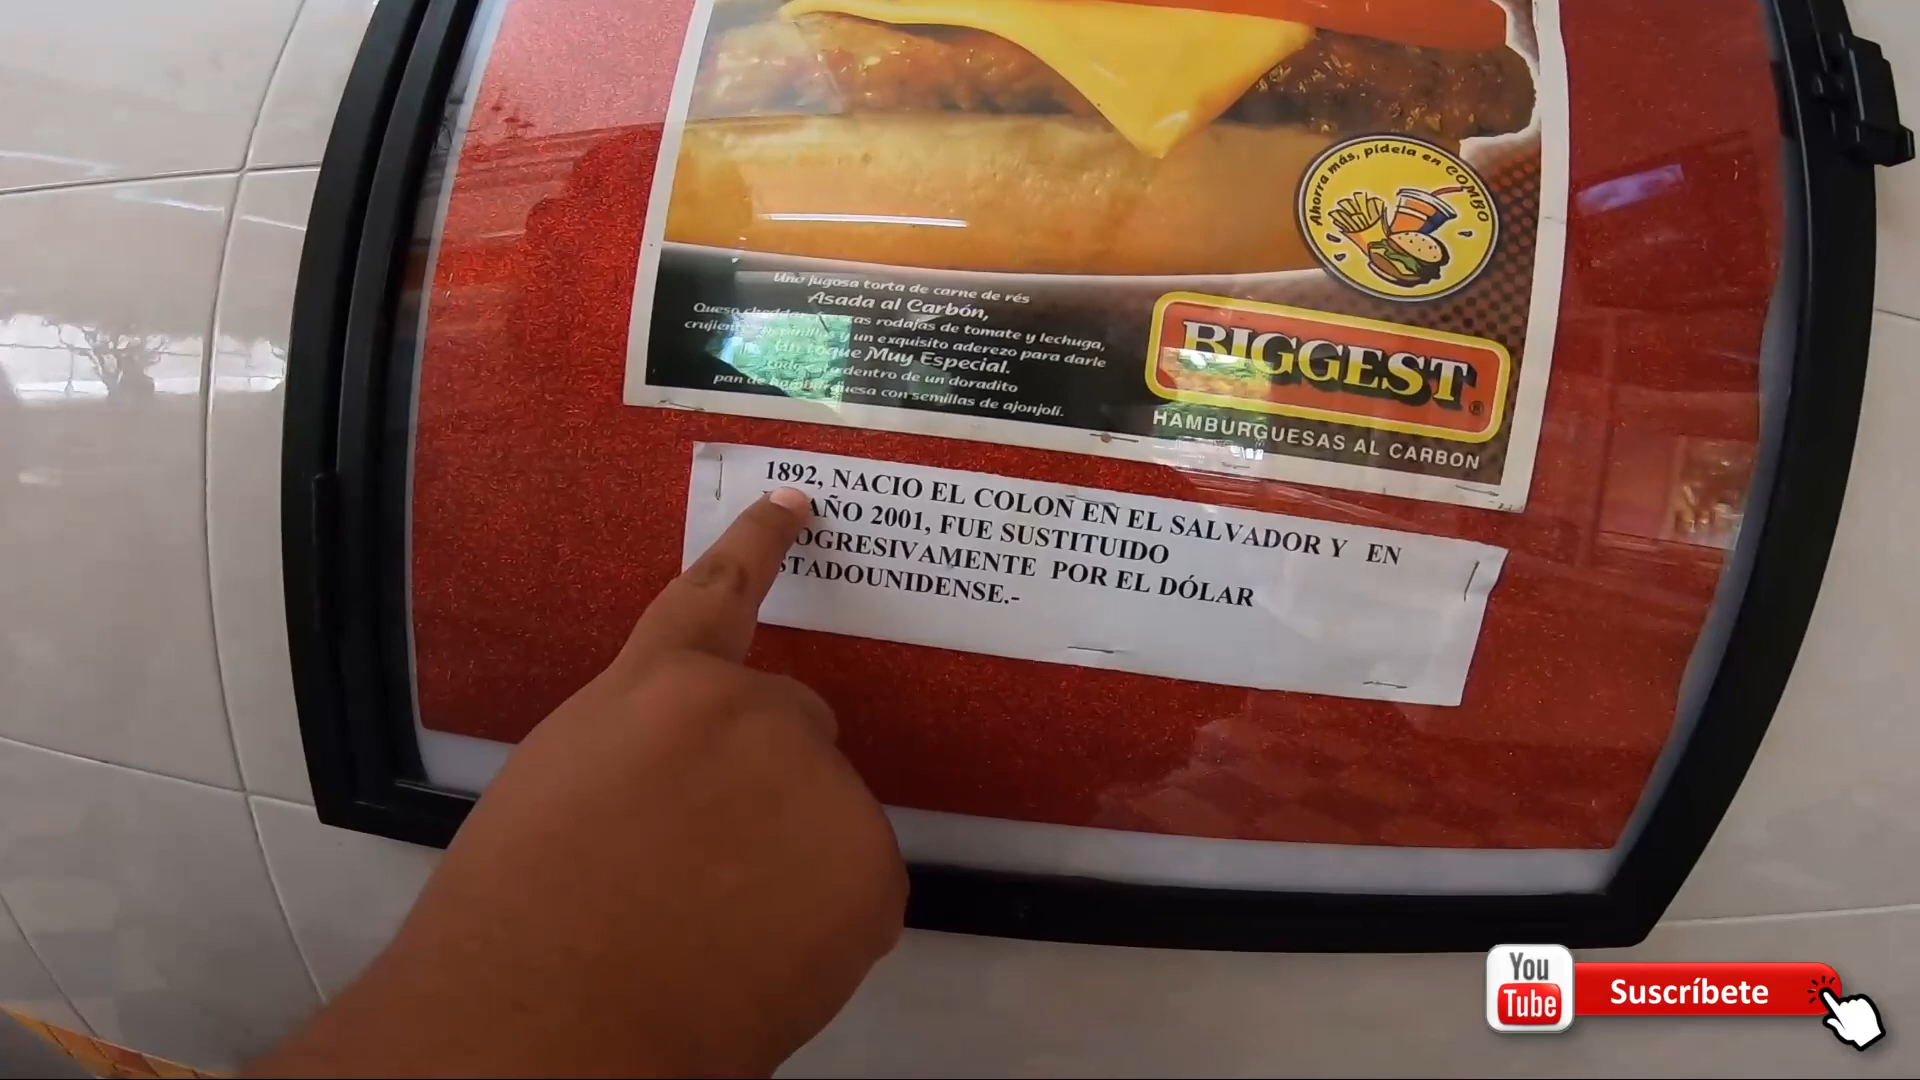 Ahorra más, pídela en COMBO
Una jugosa torta de carne de rés
Asada al Carbón,
Queso cheddar rodajas de tomate y lechuga,
y un exquisito aderezo para darle
Un toque Muy Especial.
dentro de un doradito
pan de hamburguesa con semillas de ajonjolí.
BIGGEST®
HAMBURGUESAS AL CARBON
1892, NACIO EL COLON EN EL SALVADOR Y EN
AÑO 2001, FUE SUSTITUIDO
OGRESIVAMENTE POR EL DÓLAR
STADOUNIDENSE.-
You
Tube
Suscríbete